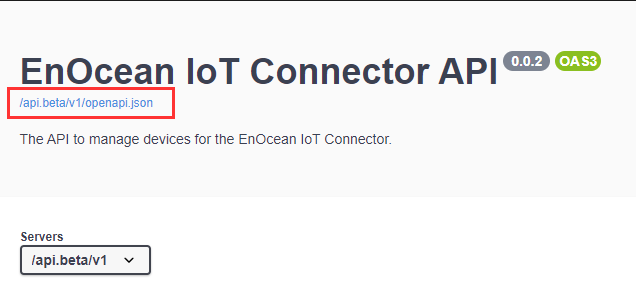 EnOcean IoT Connector API 0.0.2 OAS3
/api.beta/v1/openapi.json
The API to manage devices for the EnOcean IoT Connector.
Servers
/api.beta/v1